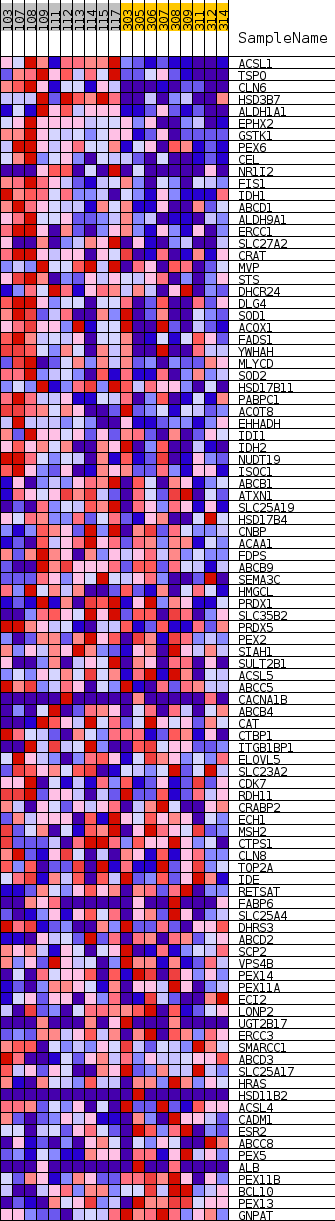 108 107 108 109 111 112 113 114 115 117 303 305 306 307 308 309 311 312 314
SampleName
ACSL1
TSPO
CLN6
HSD3B7
ALDH1A1
EPHX2
GSTK1
PEX6
CEL
NR1I2
FIS1
IDH1
ABCD1
ALDH9A1
ERCC1
SLC27A2
CRAT
MVP
STS
DHCR24
DLG4
SOD1
ACOX1
FADS1
YWHAH
MLYCD
SOD2
HSD17B11
PABPC1
ACOT8
EHHADH
IDI1
IDH2
NUDT19
ISOC1
ABCB1
ATXN1
SLC25A19
HSD17B4
CNBP
ACAA1
FDPS
ABCB9
SEMA3C
HMGCL
PRDX1
SLC35B2
PRDX5
PEX2
SIAH1
SULT2B1
ACSL5
ABCC5
CACNA1B
ABCB4
CAT
CTBP1
ITGB1BP1
ELOVL5
SLC23A2
CDK7
RDH11
CRABP2
ECH1
MSH2
CTPS1
CLN8
TOP2A
IDE
RETSAT
FABP6
SLC25A4
DHRS3
ABCD2
SCP2
VPS4B
PEX14
PEX11A
ECI2
LONP2
UGT2B17
ERCC3
SMARCC1
ABCD3
SLC25A17
HRAS
HSD11B2
ACSL4
CADM1
ESR2
ABCC8
PEX5
ALB
PEX11B
BCL10
PEX13
GNPAT